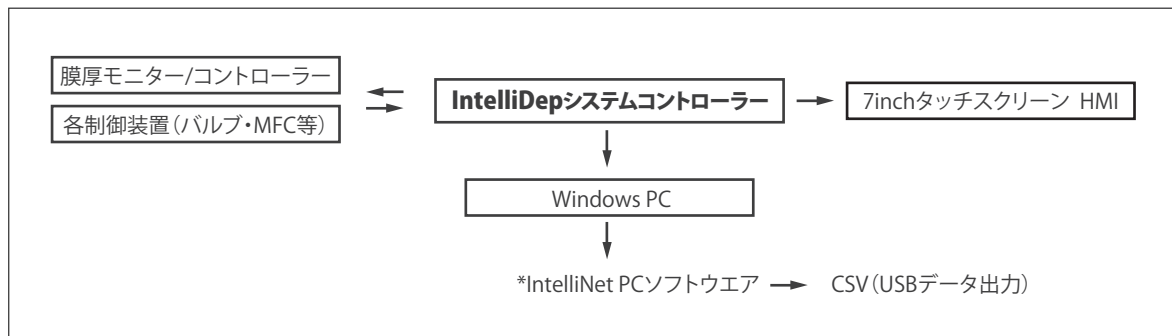 膜厚モニター/コントローラー
各制御装置（バルブ・MFC等）
IntelliDepシステムコントローラー
7inchタッチスクリーン HMI
Windows PC
*IntelliNet PCソフトウエア
CSV（USBデータ出力）